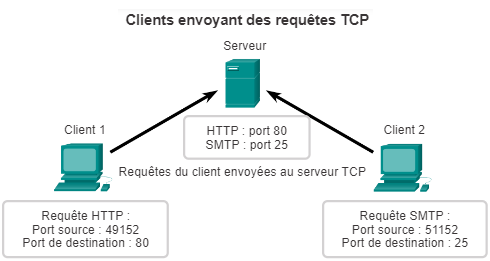 Clients envoyant des requêtes TCP
Serveur
HTTP : port 80
SMTP : port 25
Client 1
Client 2
Requêtes du client envoyées au serveur TCP
Requête HTTP :
Port source : 49152
Port de destination : 80
Requête SMTP :
Port source : 51152
Port de destination : 25